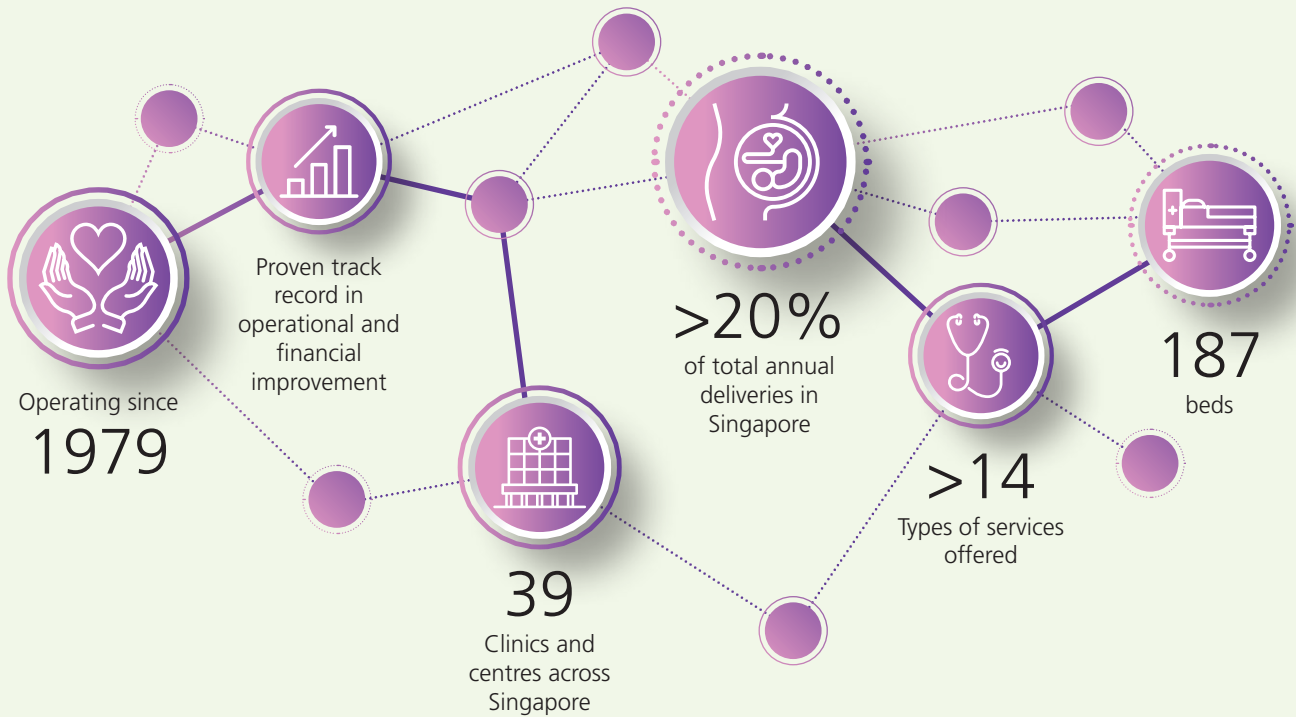 Operating since
1979
Proven track
record in
operational and
financial
improvement
39
Clinics and
centres across
Singapore
>20%
of total annual
deliveries in
Singapore
>14
Types of services
offered
187
beds